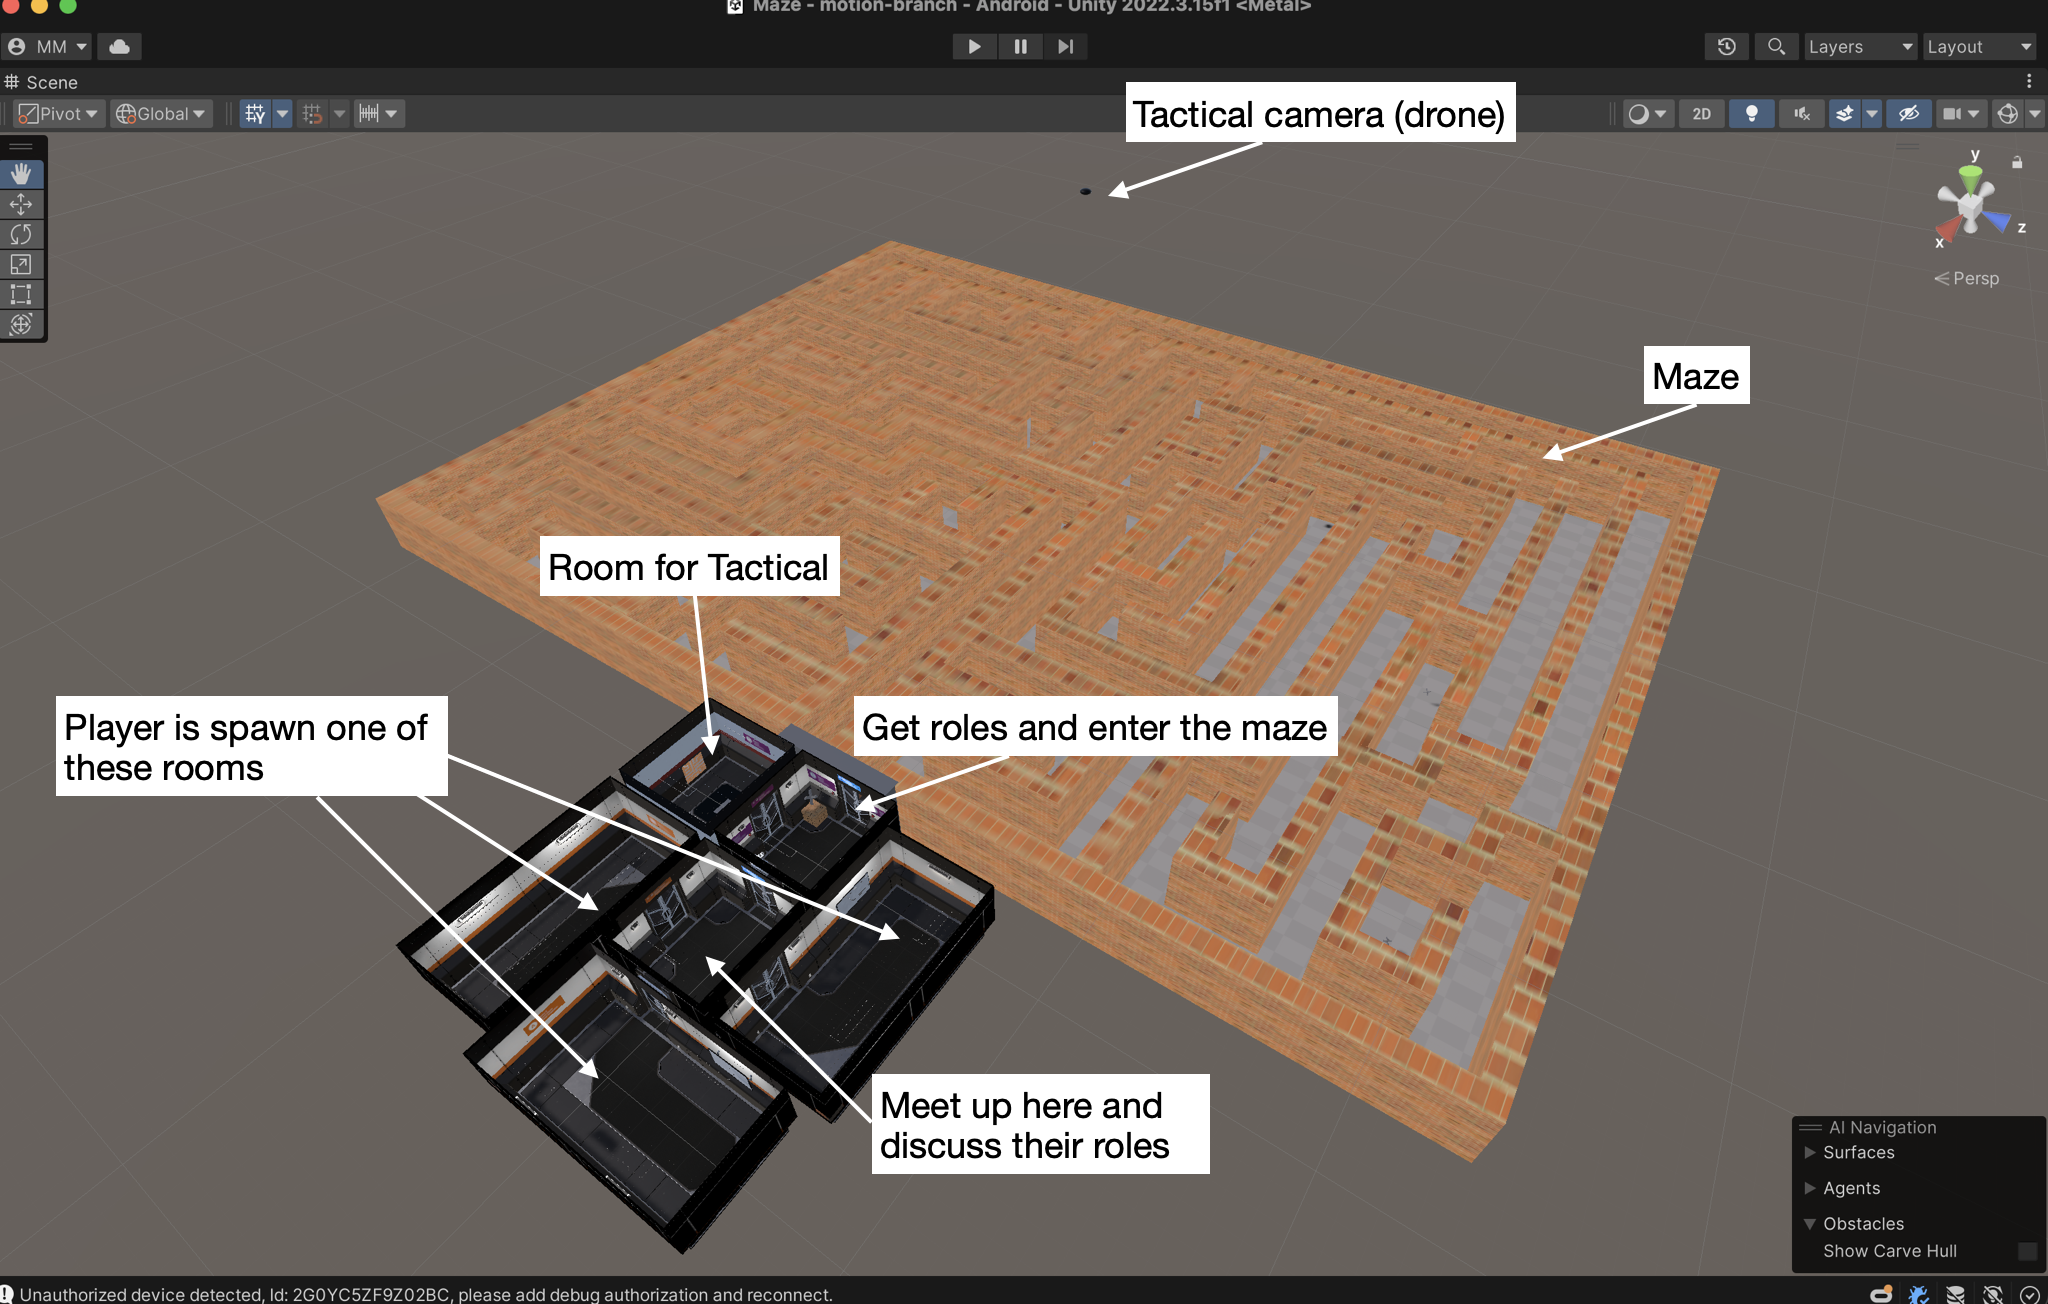 Maze - motion-branch - Android - Unity 2022.3.15f1 <Metal>
MM
Layers
Layout
Scene
Pivot
Global
2D
Tactical camera (drone)
y
x
z
Persp
Maze
Room for Tactical
Player is spawn one of
these rooms
Get roles and enter the maze
Meet up here and
discuss their roles
AI Navigation
Surfaces
Agents
Obstacles
Show Carve Hull
Unauthorized device detected, Id: 2G0YC5ZF9Z02BC, please add debug authorization and reconnect.